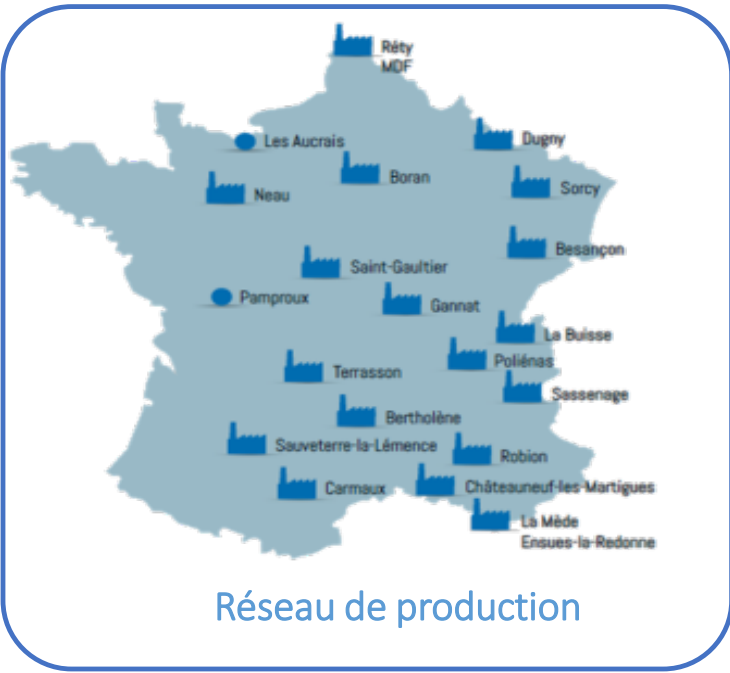 Réty
MDF
Dugny
Les Aucrais
Boran
Sorcy
Neau
Besançon
Saint-Gaultier
Pamproux
Gannat
La Buisse
Poliénas
Terrasson
Sassenage
Bertholène
Sauveterre-la-Lémence
Robion
Carmaux
Châteauneuf-les-Martigues
La Mède
Ensues-la-Redonne
Réseau de production